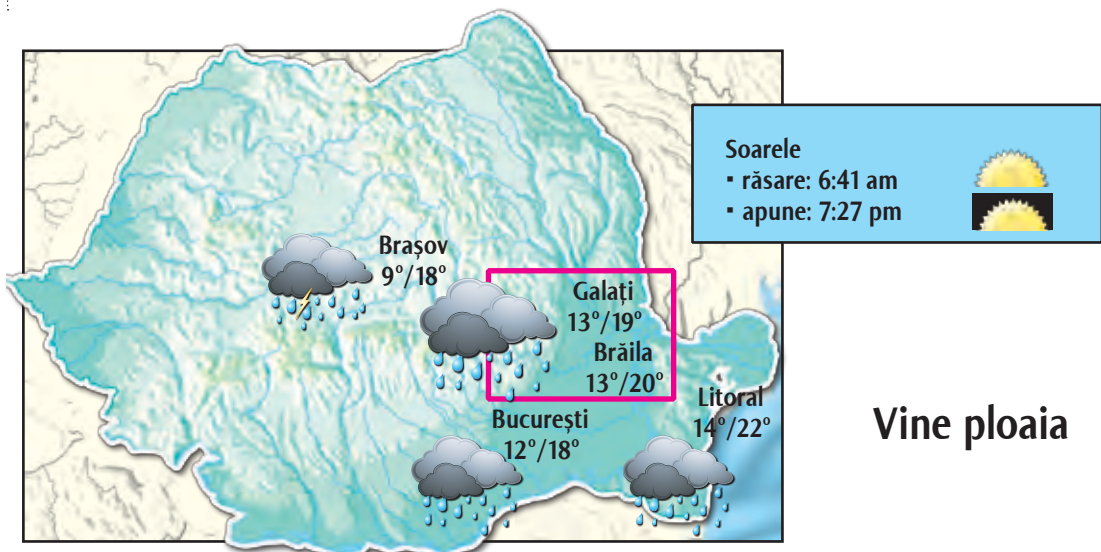 Soarele
▪ răsare: 6:41 am
▪ apune: 7:27 pm
Brașov
9°/18°
Galați
13°/19°
Brăila
13°/20°
Litoral
14°/22°
București
12°/18°
Vine ploaia